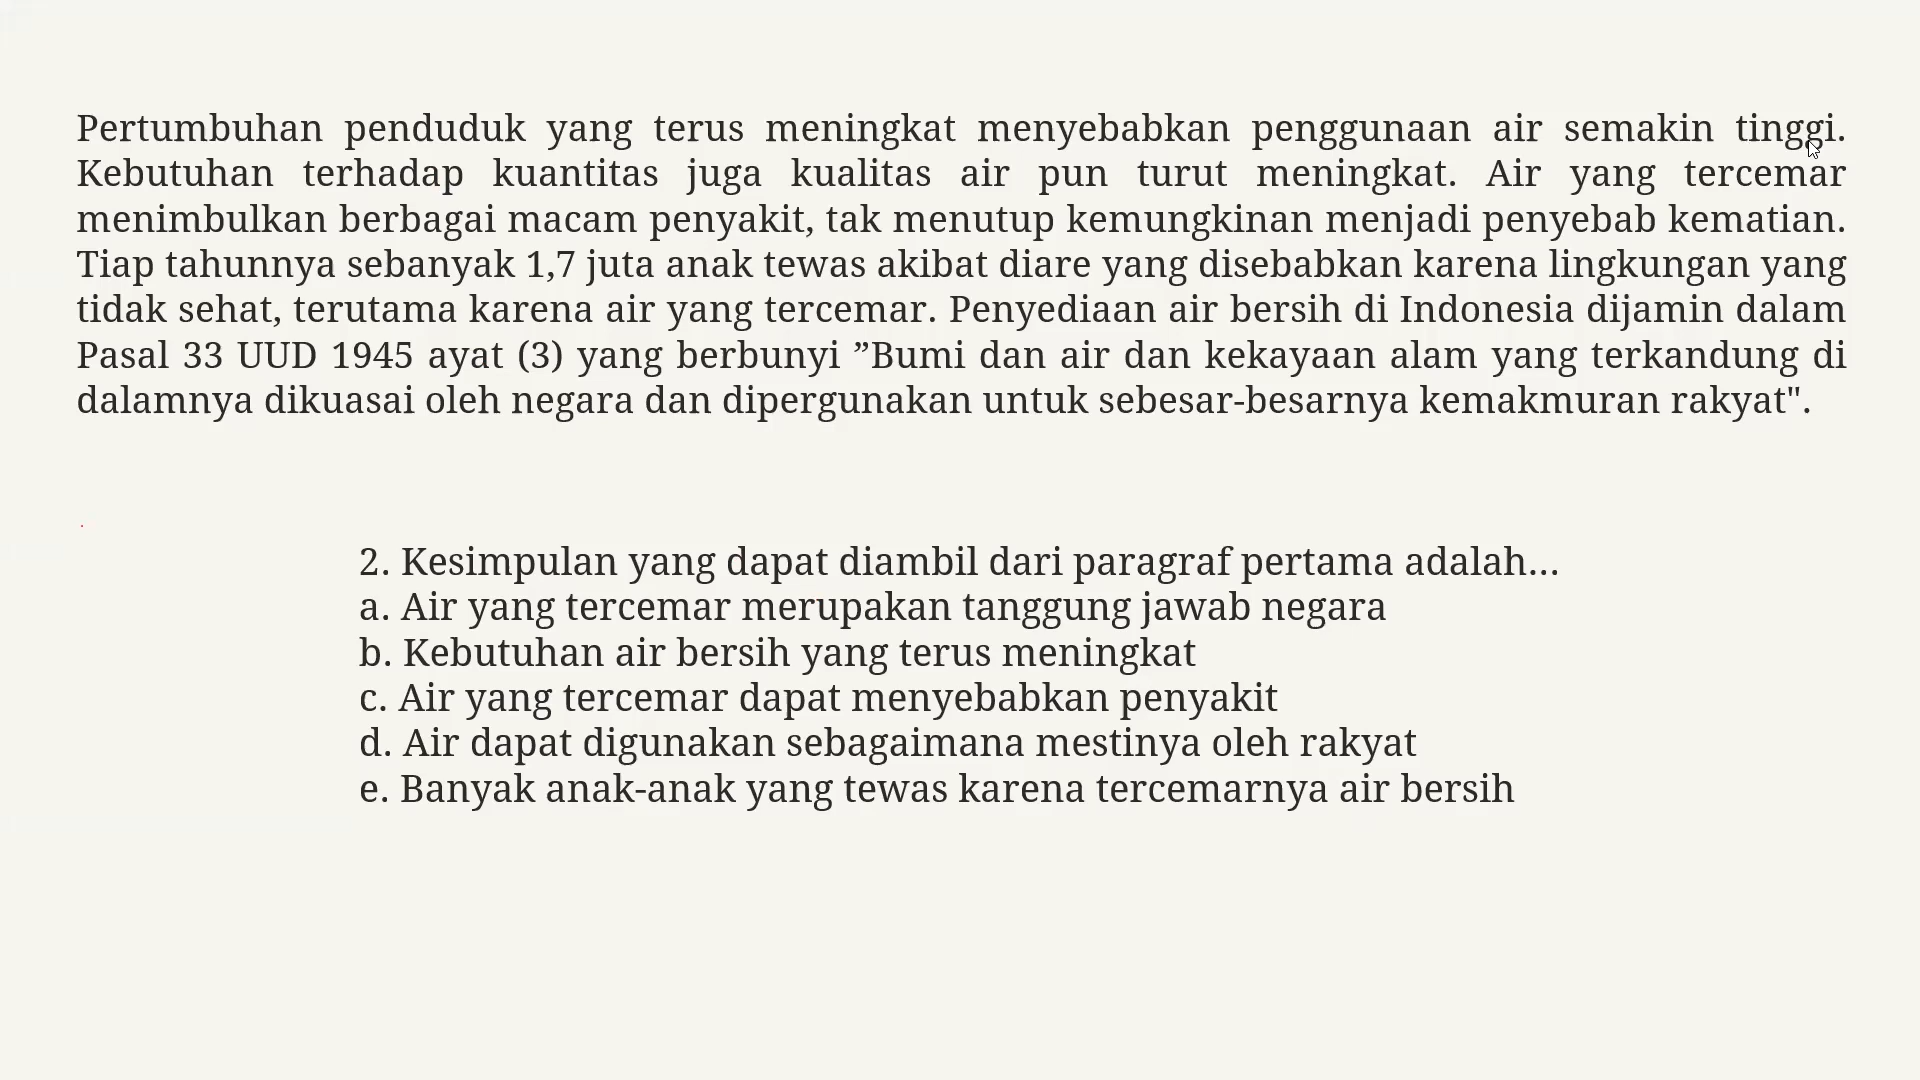 Pertumbuhan penduduk yang terus meningkat menyebabkan penggunaan air semakin tinggi.
Kebutuhan terhadap kuantitas juga kualitas air pun turut meningkat. Air yang tercemar
menimbulkan berbagai macam penyakit, tak menutup kemungkinan menjadi penyebab kematian.
Tiap tahunnya sebanyak 1,7 juta anak tewas akibat diare yang disebabkan karena lingkungan yang
tidak sehat, terutama karena air yang tercemar. Penyediaan air bersih di Indonesia dijamin dalam
Pasal 33 UUD 1945 ayat (3) yang berbunyi ”Bumi dan air dan kekayaan alam yang terkandung di
dalamnya dikuasai oleh negara dan dipergunakan untuk sebesar-besarnya kemakmuran rakyat".
2. Kesimpulan yang dapat diambil dari paragraf pertama adalah...
a. Air yang tercemar merupakan tanggung jawab negara
b. Kebutuhan air bersih yang terus meningkat
c. Air yang tercemar dapat menyebabkan penyakit
d. Air dapat digunakan sebagaimana mestinya oleh rakyat
e. Banyak anak-anak yang tewas karena tercemarnya air bersih